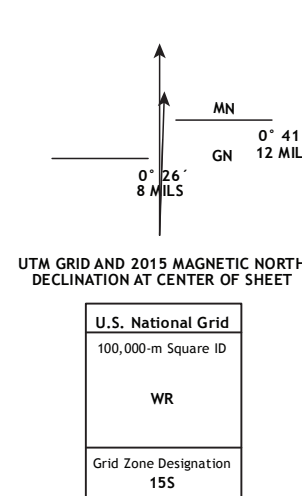 MN
0° 41
GN
12 MIL
0° 26´
8 MILS
UTM GRID AND 2015 MAGNETIC NORTH
DECLINATION AT CENTER OF SHEET
U.S. National Grid
100,000-m Square ID
WR
Grid Zone Designation
15S